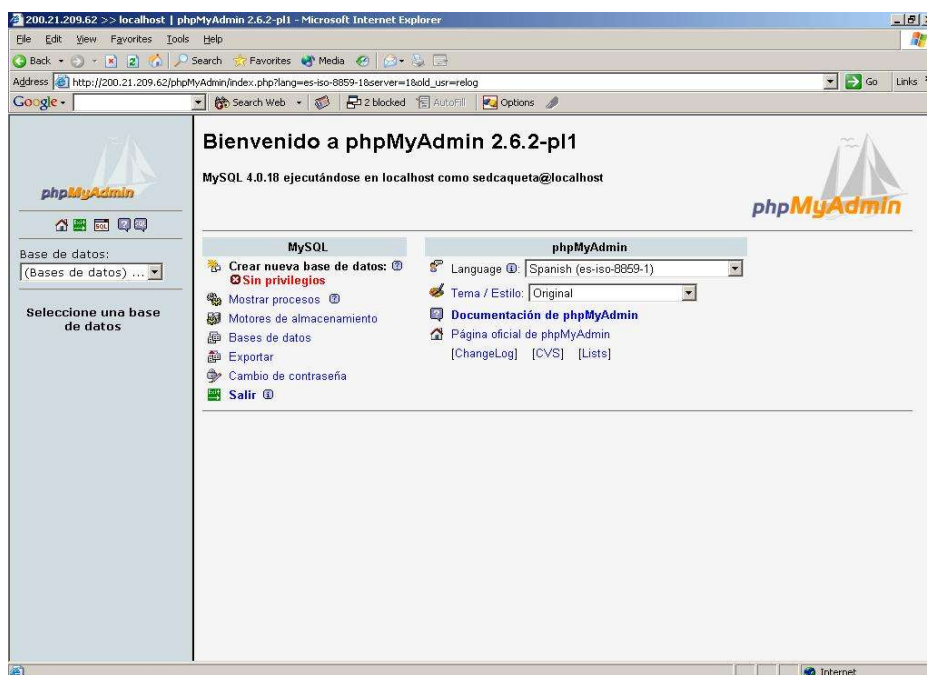 200.21.209.62 >> localhost | phpMyAdmin 2.6.2-pl1 - Microsoft Internet Explorer
File Edit View Favorites Tools Help
Back Search Favorites Media
Address http://200.21.209.62/phpMyAdmin/index.php?lang=es-iso-8859-1&server=1&old_usr=relog Go Links
Google Search Web 2 blocked AutoFill Options
phpMyAdmin
Base de datos:
(Bases de datos) ...
Seleccione una base
de datos
Bienvenido a phpMyAdmin 2.6.2-pl1
MySQL 4.0.18 ejecutándose en localhost como sedcaqueta@localhost
phpMyAdmin
MySQL
Crear nueva base de datos:
Sin privilegios
Mostrar procesos
Motores de almacenamiento
Bases de datos
Exportar
Cambio de contraseña
Salir
phpMyAdmin
Language : Spanish (es-iso-8859-1)
Tema / Estilo: Original
Documentación de phpMyAdmin
Página oficial de phpMyAdmin
[ChangeLog] [CVS] [Lists]
Internet